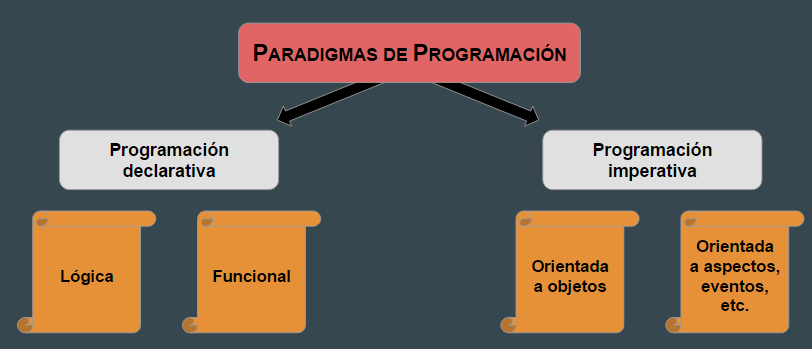 PARADIGMAS DE PROGRAMACIÓN
Programación
declarativa
Programación
imperativa
Lógica
Funcional
Orientada
a objetos
Orientada
a aspectos,
eventos,
etc.